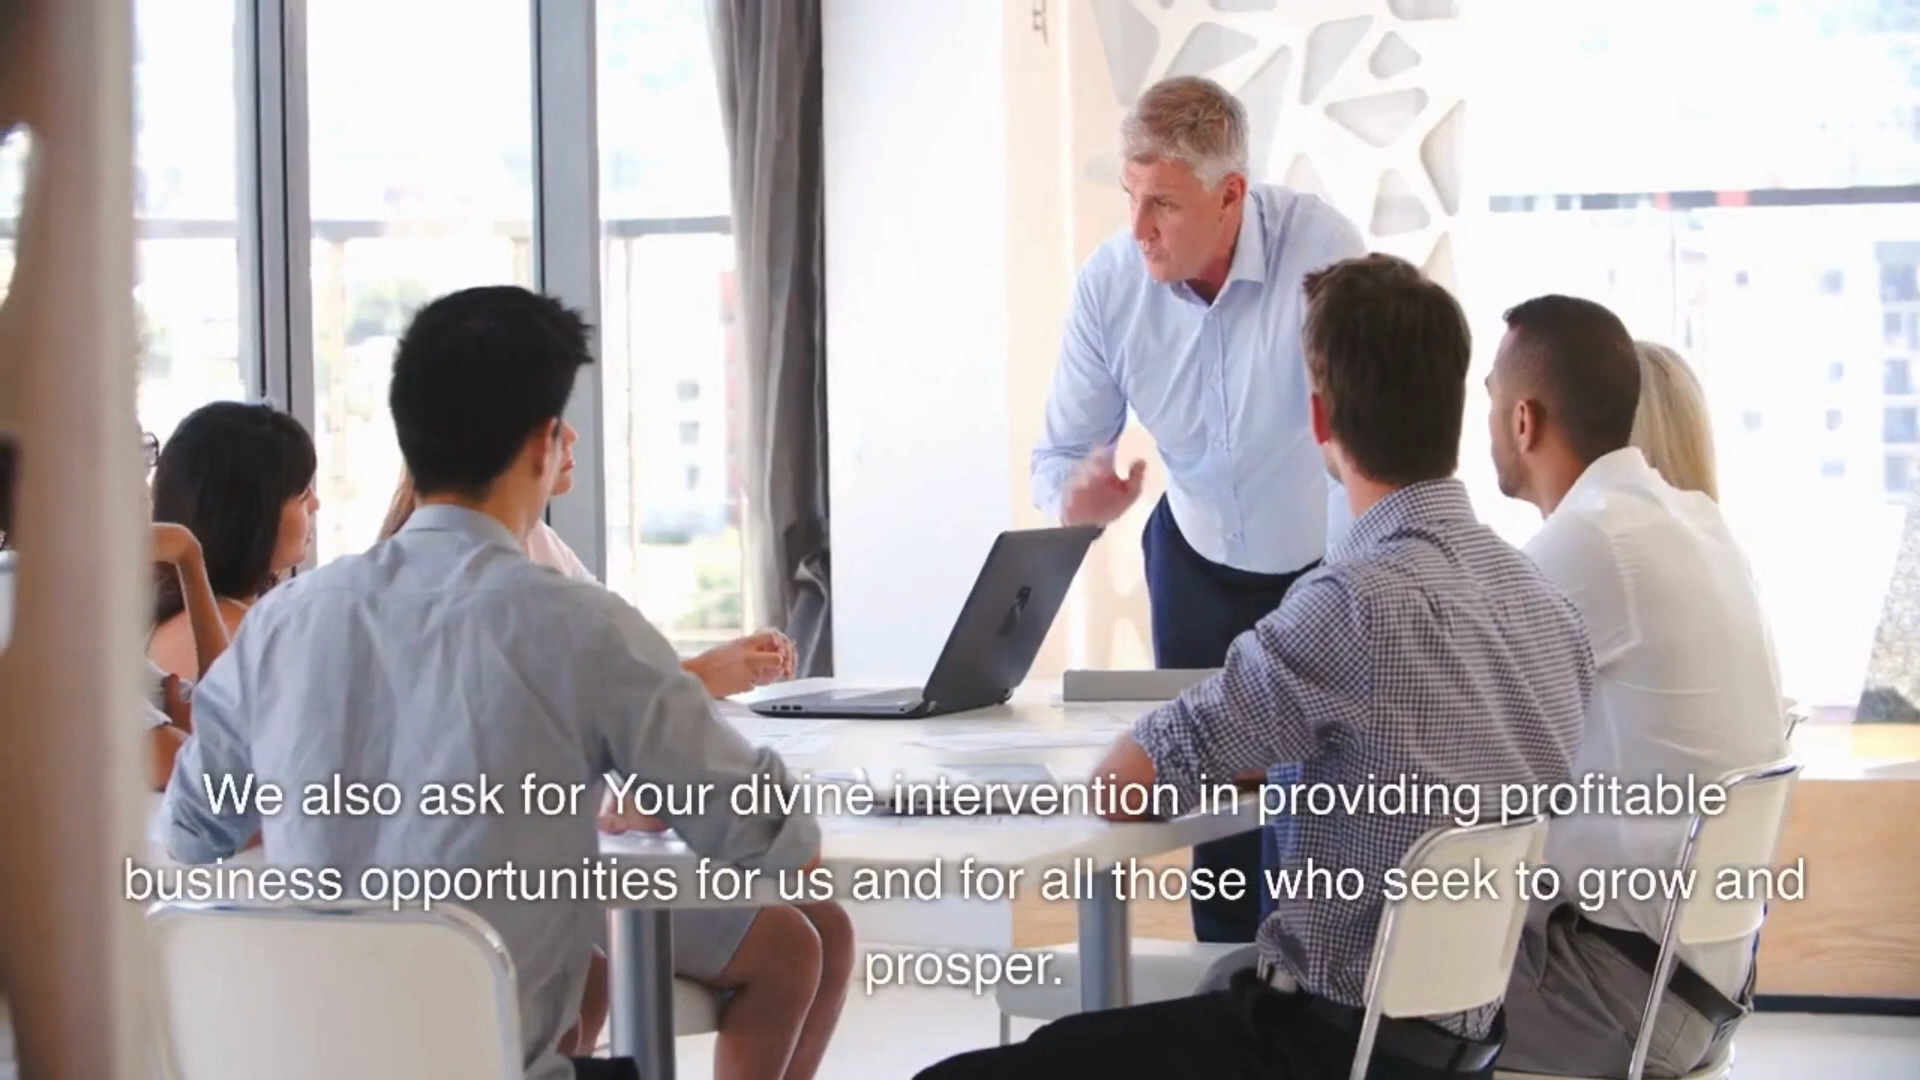 We also ask for Your divine intervention in providing profitable
business opportunities for us and for all those who seek to grow and
prosper.